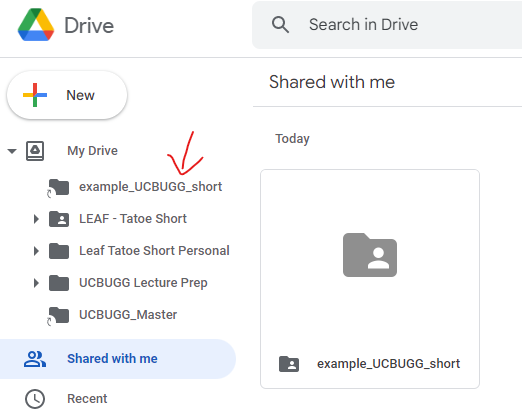 Drive
Search in Drive
New
My Drive
example_UCBUGG_short
LEAF - Tatoe Short
Leaf Tatoe Short Personal
UCBUGG Lecture Prep
UCBUGG_Master
Shared with me
Recent
Shared with me
Today
example_UCBUGG_short